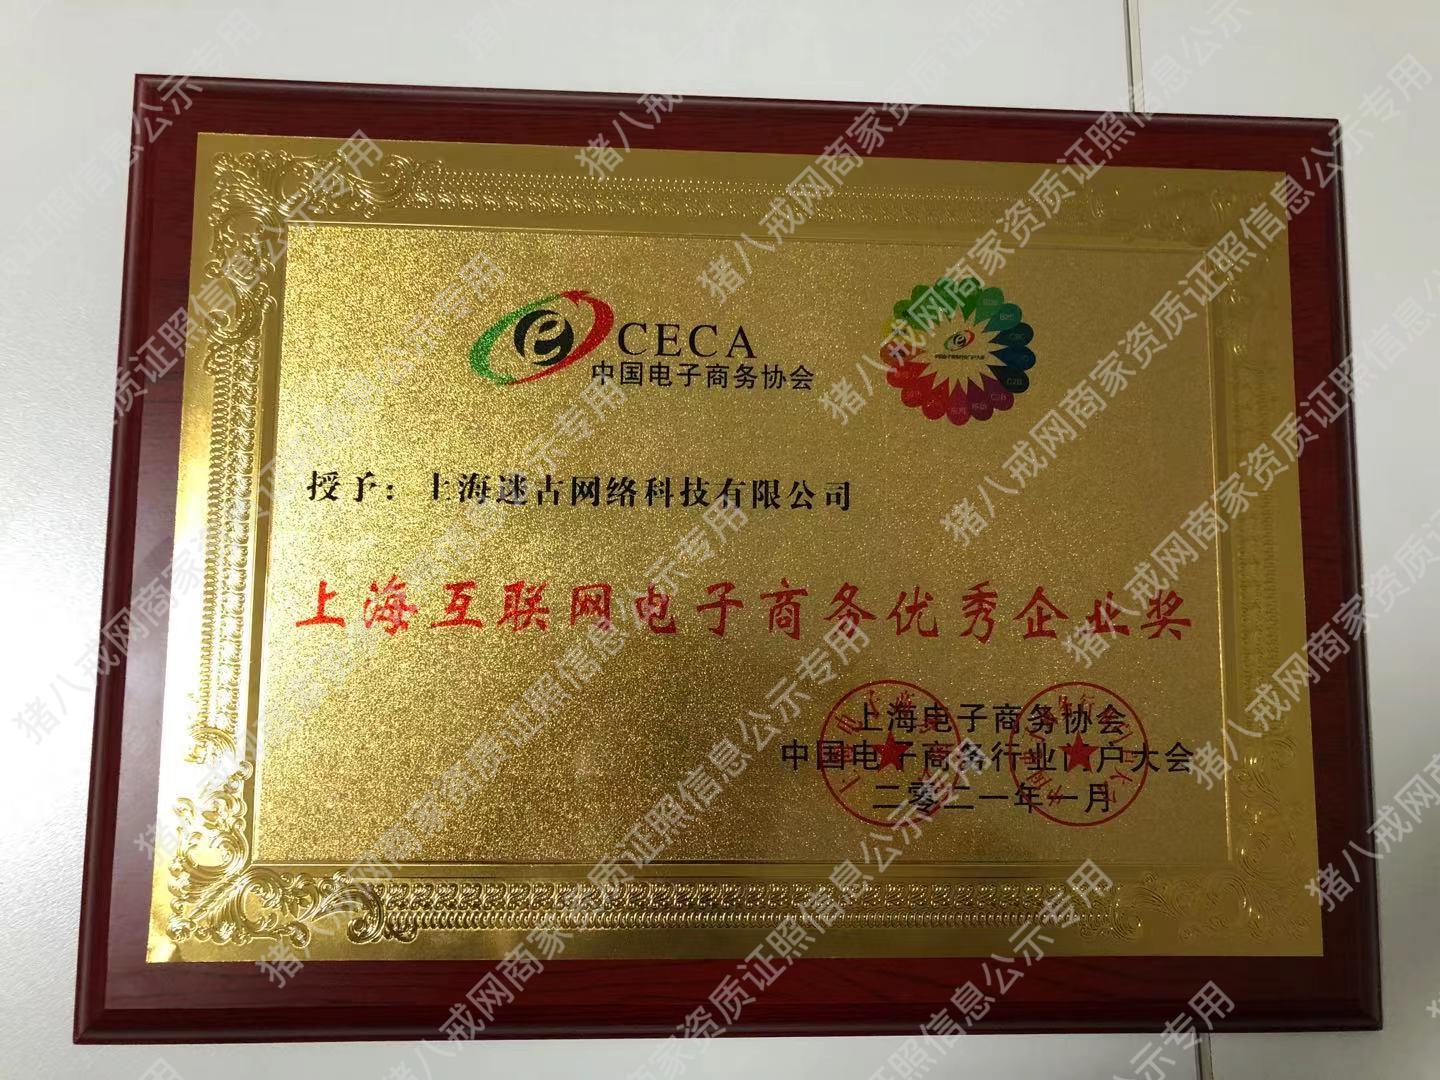 CECA
中国电子商务协会
B2B
C2B
C2B
授予：上海迷古网络科技有限公司
上海互联网电子商务优秀企业奖
上海电子商务协会
中国电子商务行业门户大会
二零二一年一月
猪八戒网商家资质证照信息公示专用